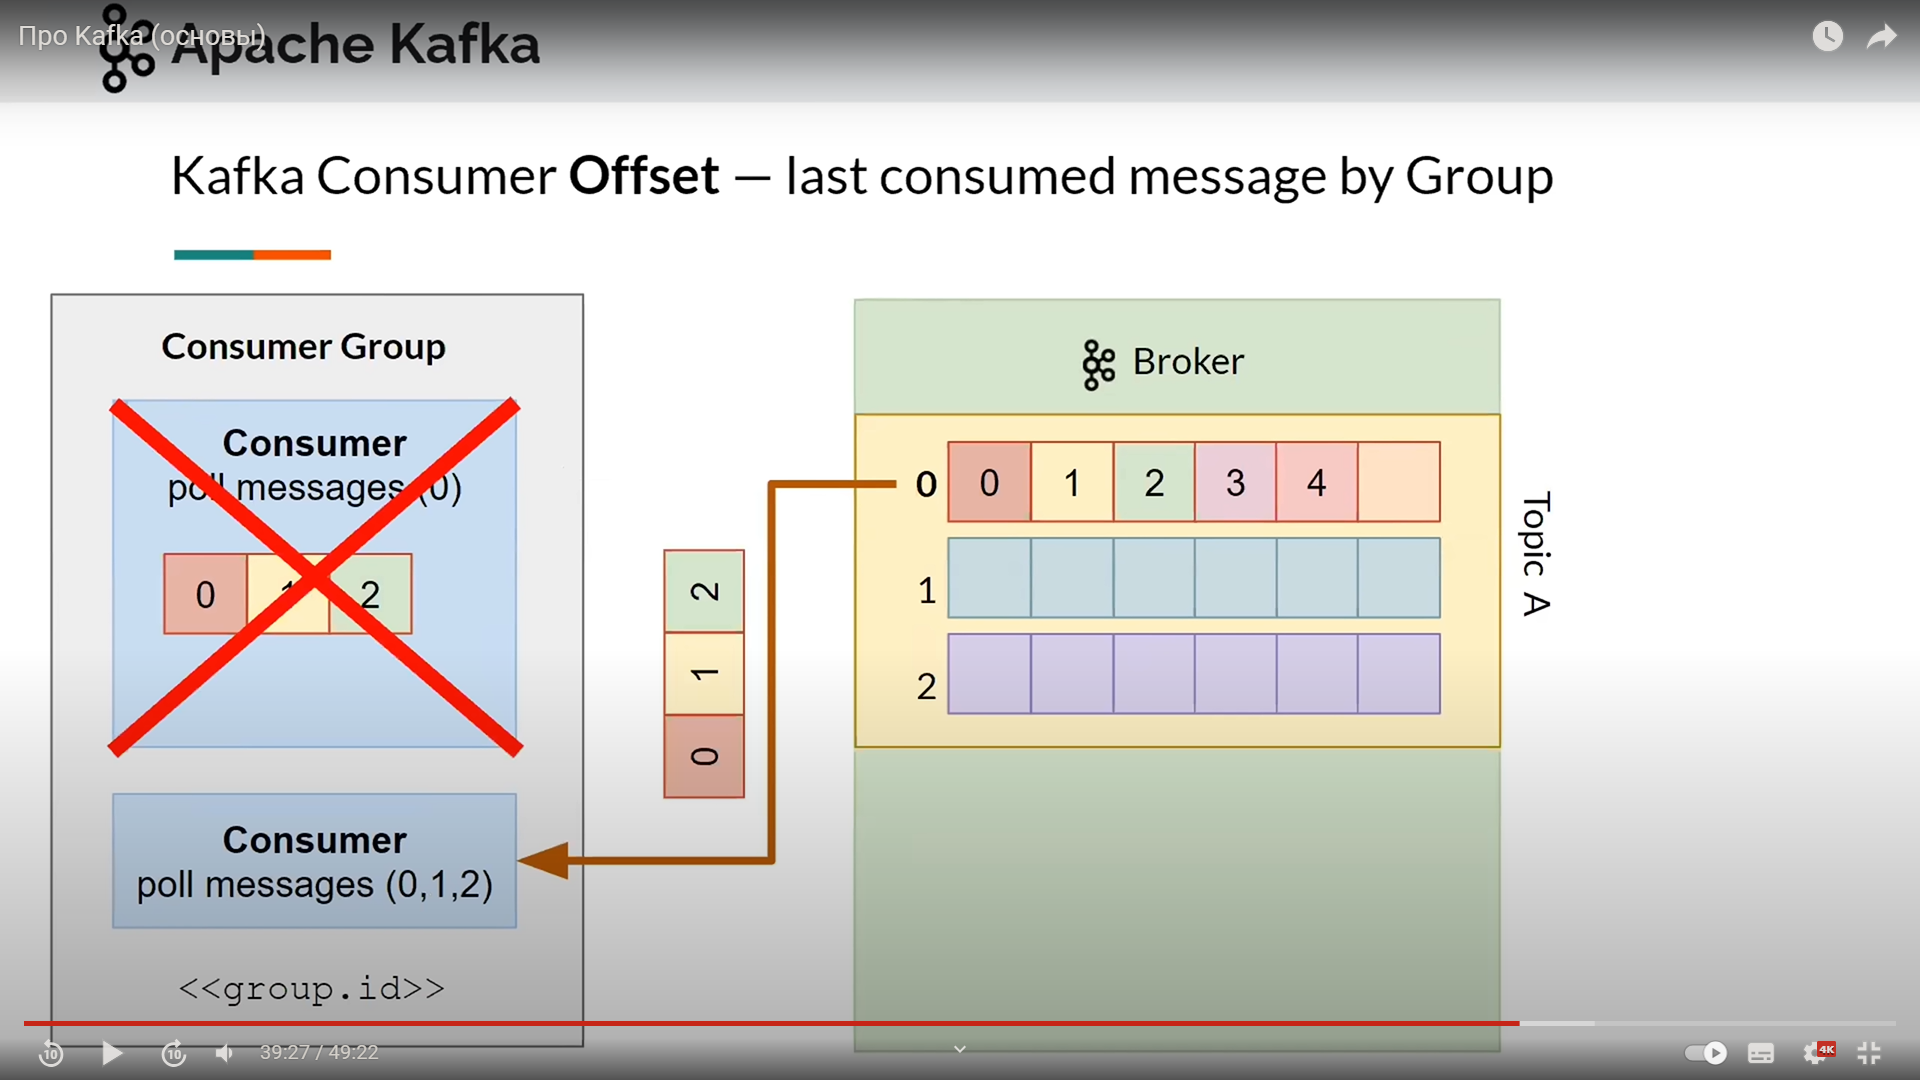 Про Kafka (основы)
Apache Kafka
Kafka Consumer Offset — last consumed message by Group
Consumer Group
Consumer
poll messages (0)
0 1 2
Consumer
poll messages (0,1,2)
<<group.id>>
2
1
0
Broker
0 0 1 2 3 4
1
2
Topic A
10
10
39:27 / 49:22
4K